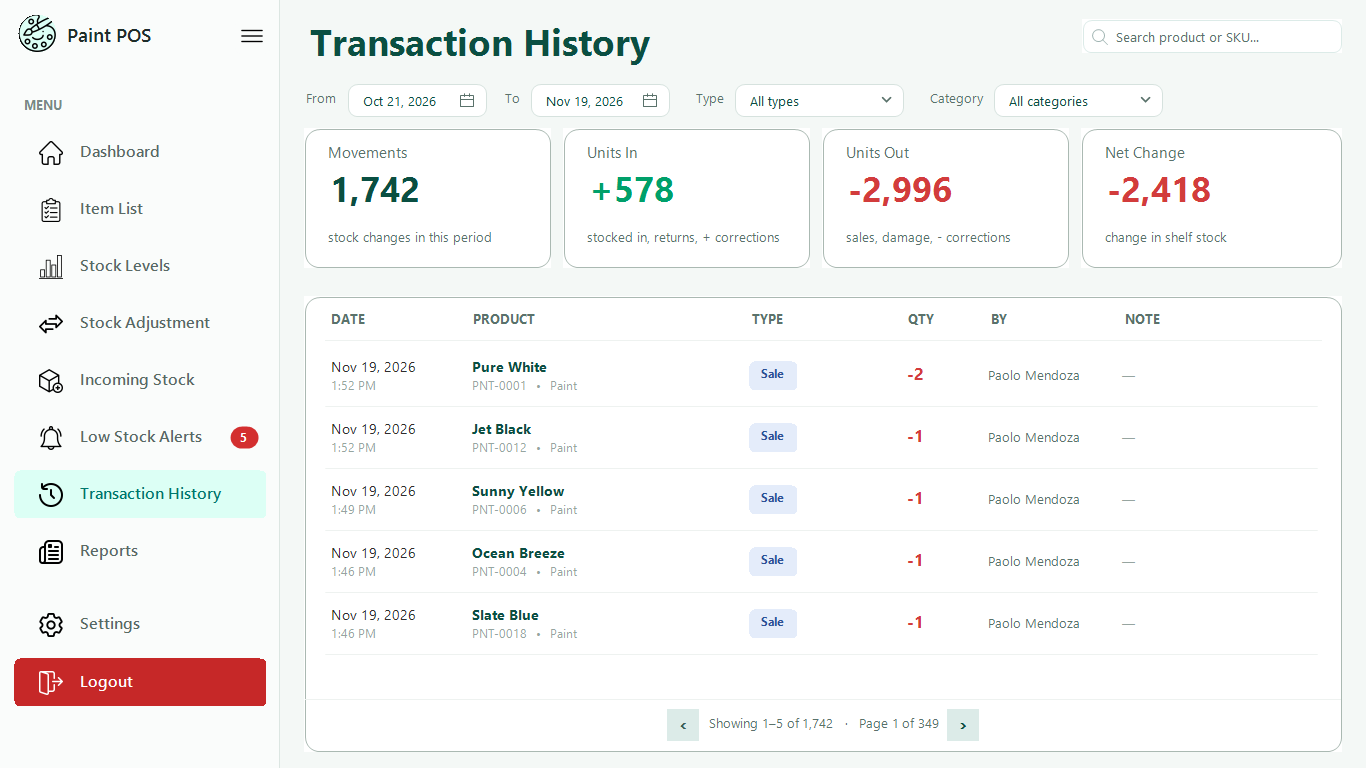 Paint POS
Transaction History
Search product or SKU...
MENU
From Oct 21, 2026 To Nov 19, 2026 Type All types Category All categories
Dashboard
Item List
Stock Levels
Stock Adjustment
Incoming Stock
Low Stock Alerts 5
Transaction History
Reports
Settings
Logout
Movements
1,742
stock changes in this period
Units In
+578
stocked in, returns, + corrections
Units Out
-2,996
sales, damage, - corrections
Net Change
-2,418
change in shelf stock
DATE PRODUCT TYPE QTY BY NOTE
Nov 19, 2026 Pure White Sale -2 Paolo Mendoza —
1:52 PM PNT-0001 • Paint
Nov 19, 2026 Jet Black Sale -1 Paolo Mendoza —
1:52 PM PNT-0012 • Paint
Nov 19, 2026 Sunny Yellow Sale -1 Paolo Mendoza —
1:49 PM PNT-0006 • Paint
Nov 19, 2026 Ocean Breeze Sale -1 Paolo Mendoza —
1:46 PM PNT-0004 • Paint
Nov 19, 2026 Slate Blue Sale -1 Paolo Mendoza —
1:46 PM PNT-0018 • Paint
‹ Showing 1–5 of 1,742 · Page 1 of 349 ›